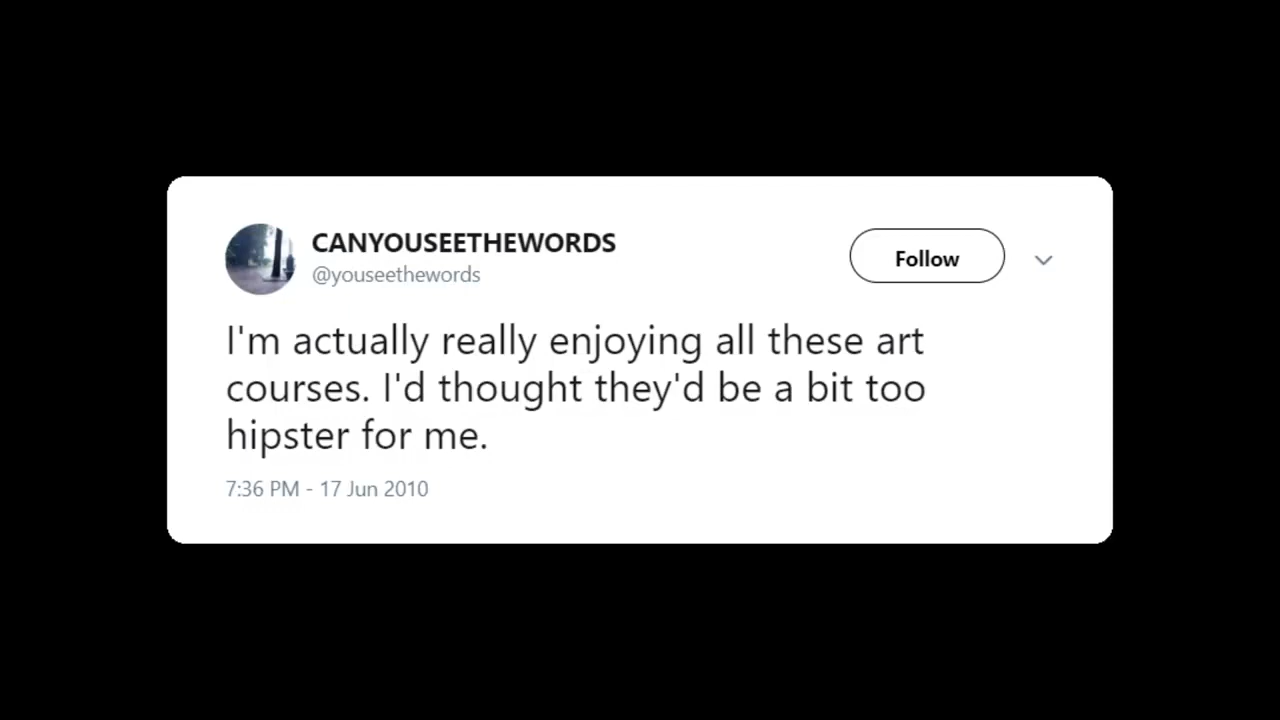 CANYOUSEETHEWORDS
@youseethewords
Follow
I'm actually really enjoying all these art
courses. I'd thought they'd be a bit too
hipster for me.
7:36 PM - 17 Jun 2010